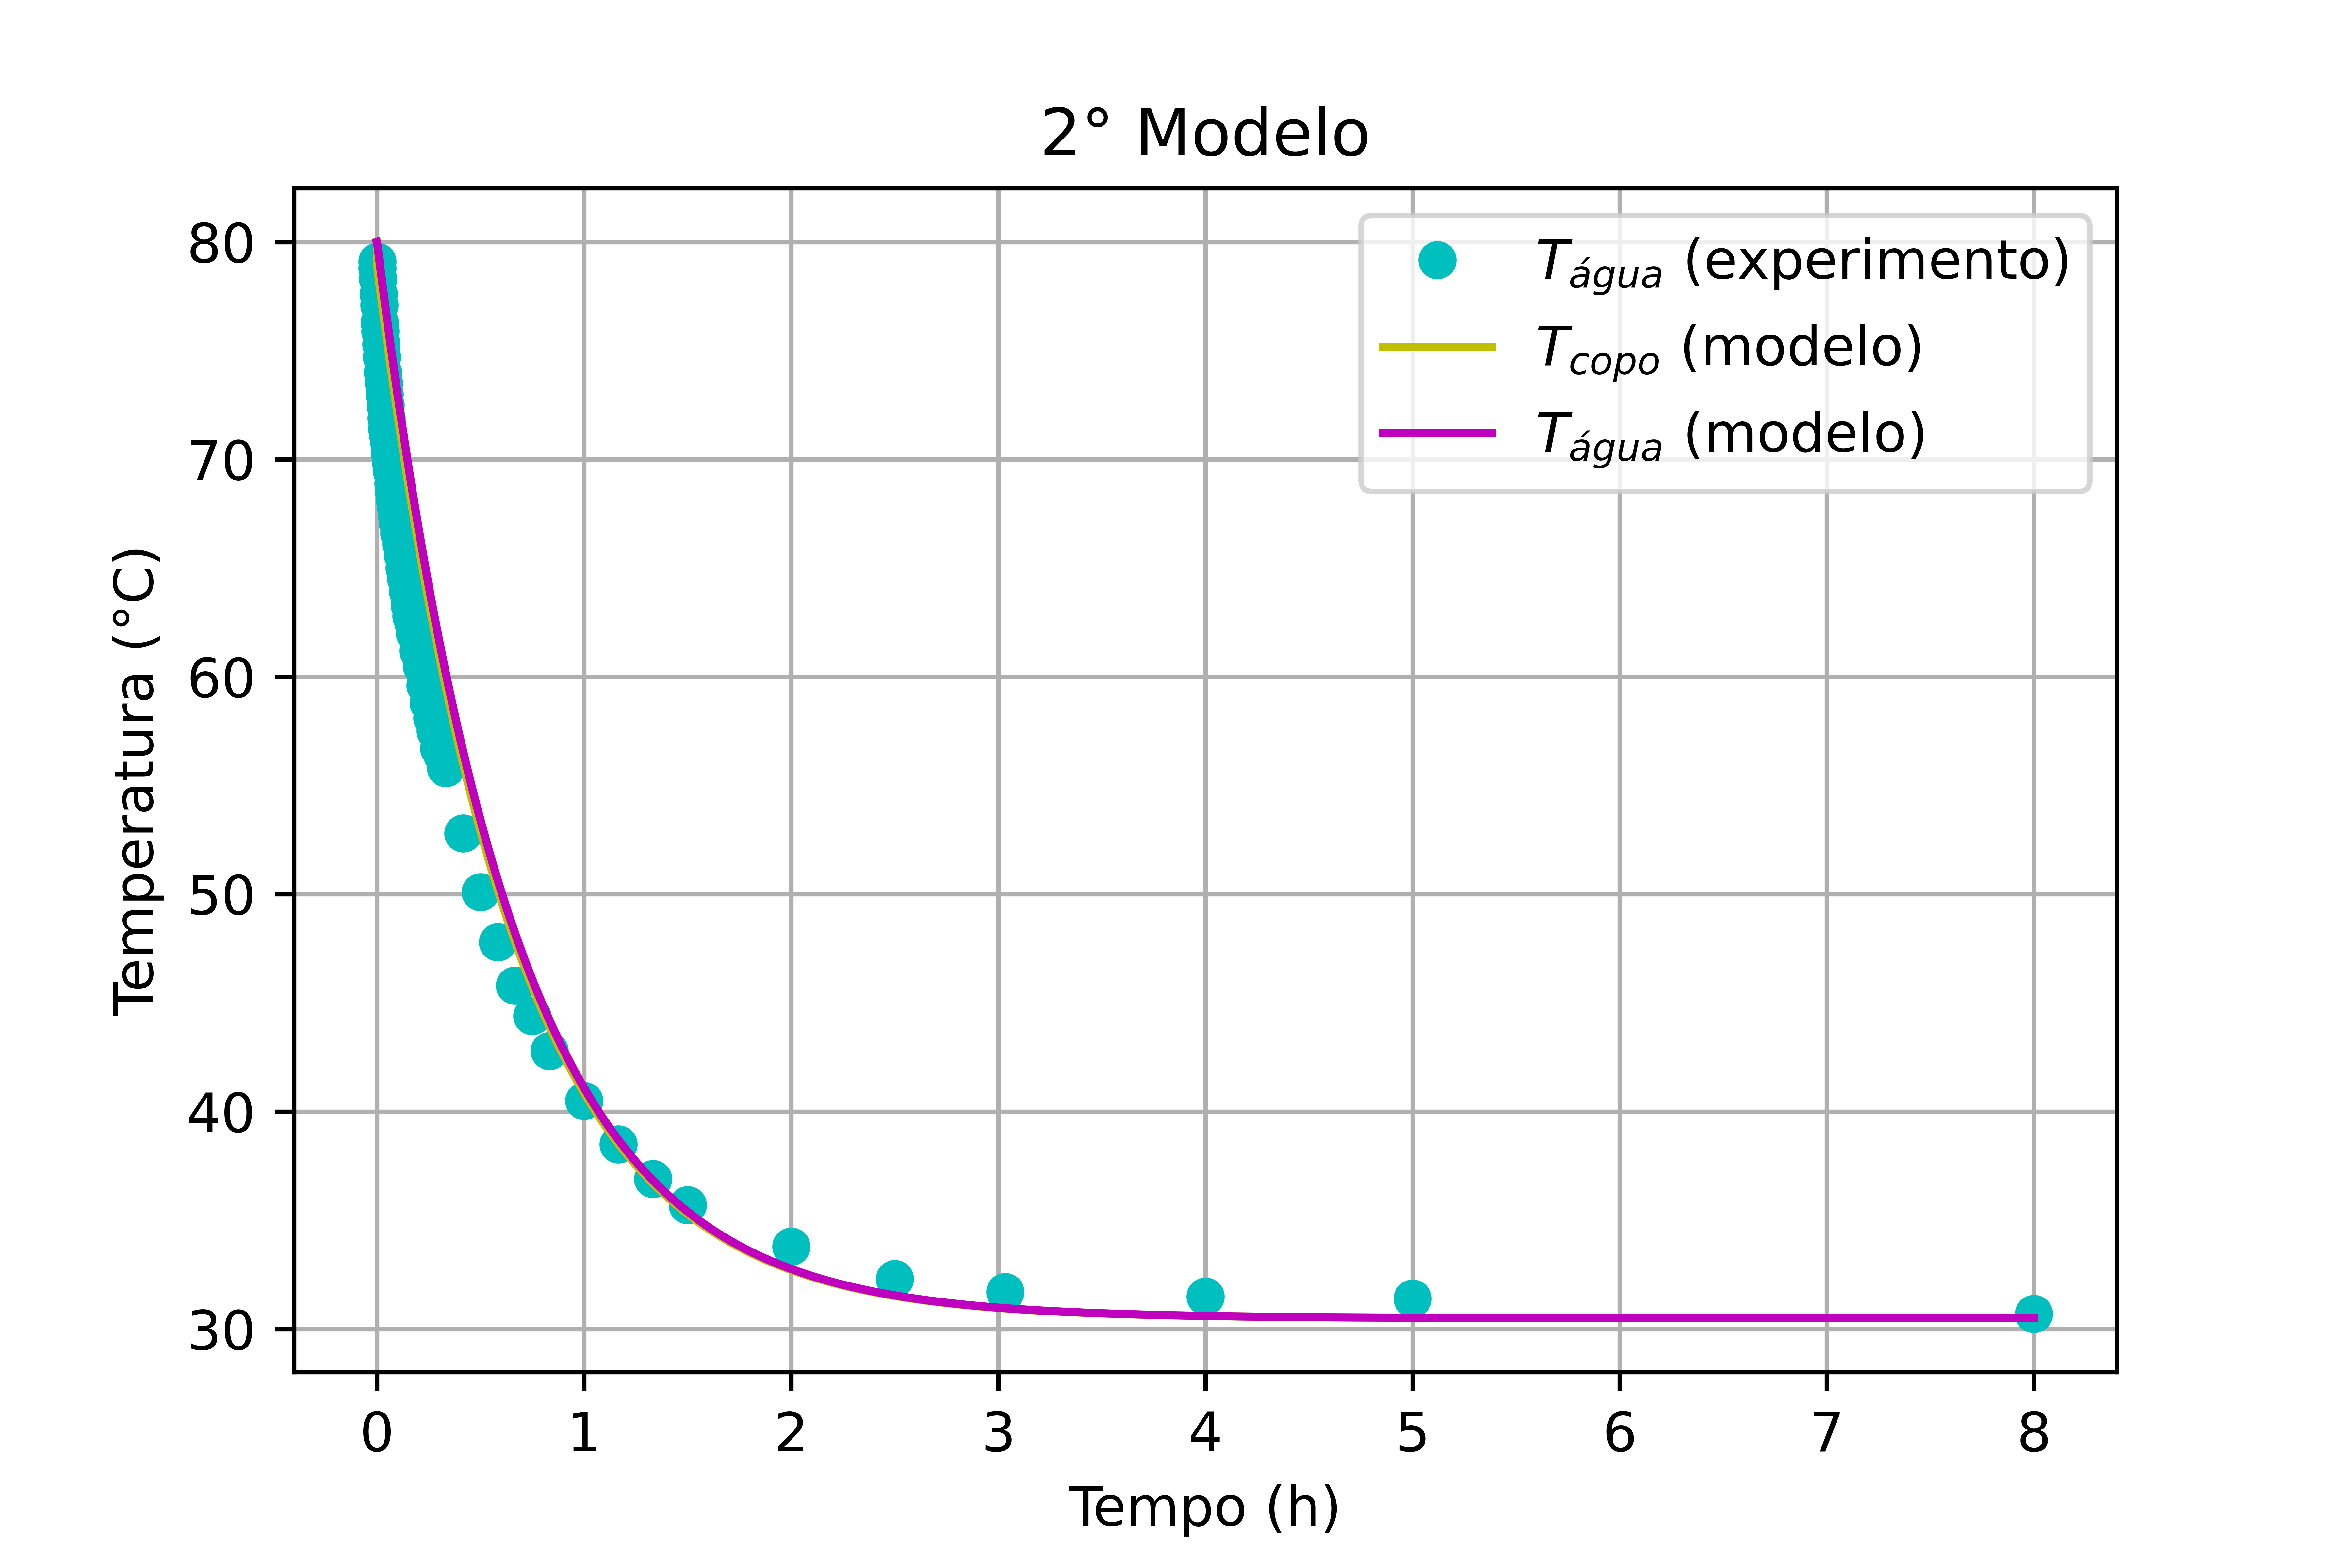 2° Modelo
T_água (experimento)
T_copo (modelo)
T_água (modelo)
Temperatura (°C)
80
70
60
50
40
30
0 1 2 3 4 5 6 7 8
Tempo (h)